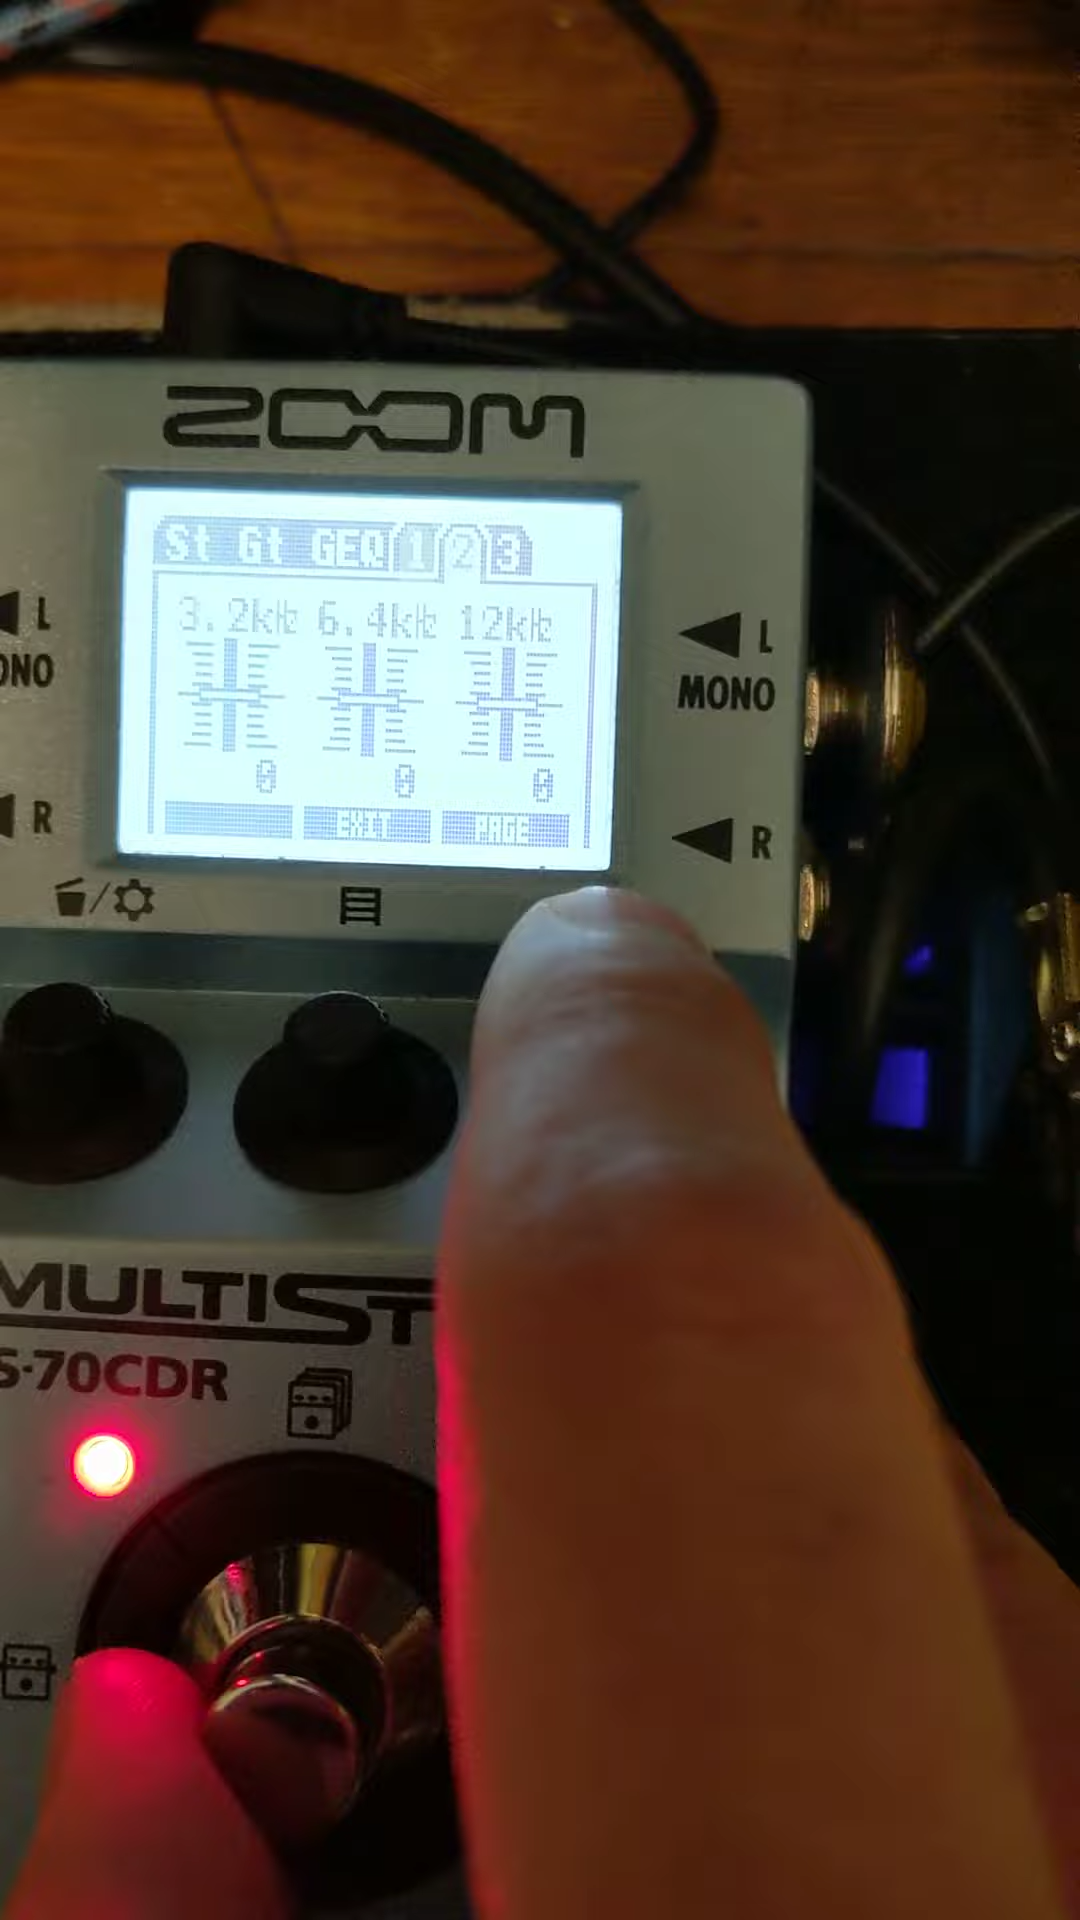 ZOOM
St Gt GEQ 1 2 3
3.2kHz 6.4kHz 12kHz
0 0 0
EXIT PAGE
L
ONO
R
L
MONO
R
MULTIST
S-70CDR